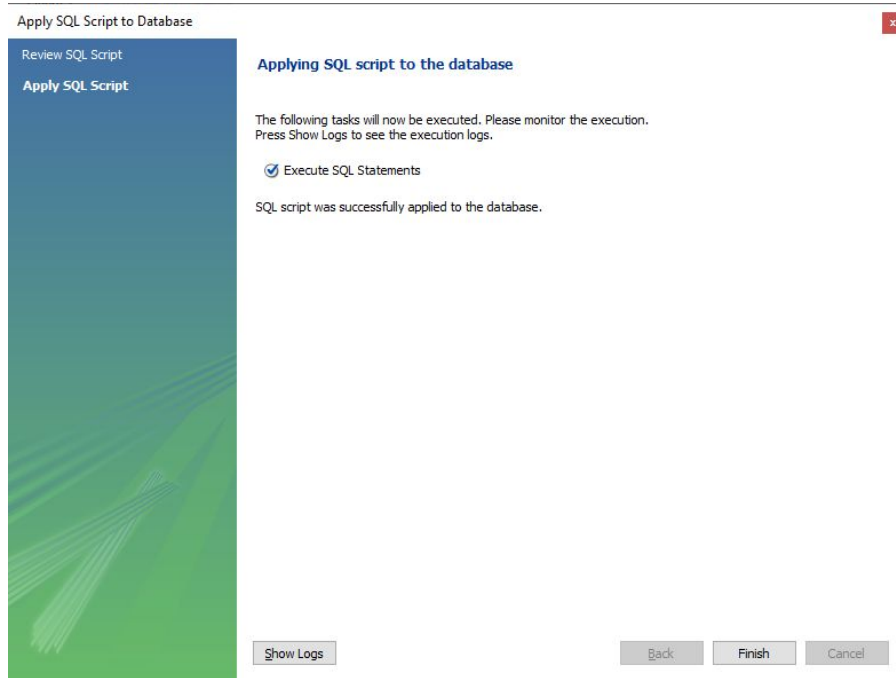 Apply SQL Script to Database
x
Review SQL Script
Apply SQL Script
Applying SQL script to the database
The following tasks will now be executed. Please monitor the execution.
Press Show Logs to see the execution logs.
Execute SQL Statements
SQL script was successfully applied to the database.
Show Logs
Back
Finish
Cancel